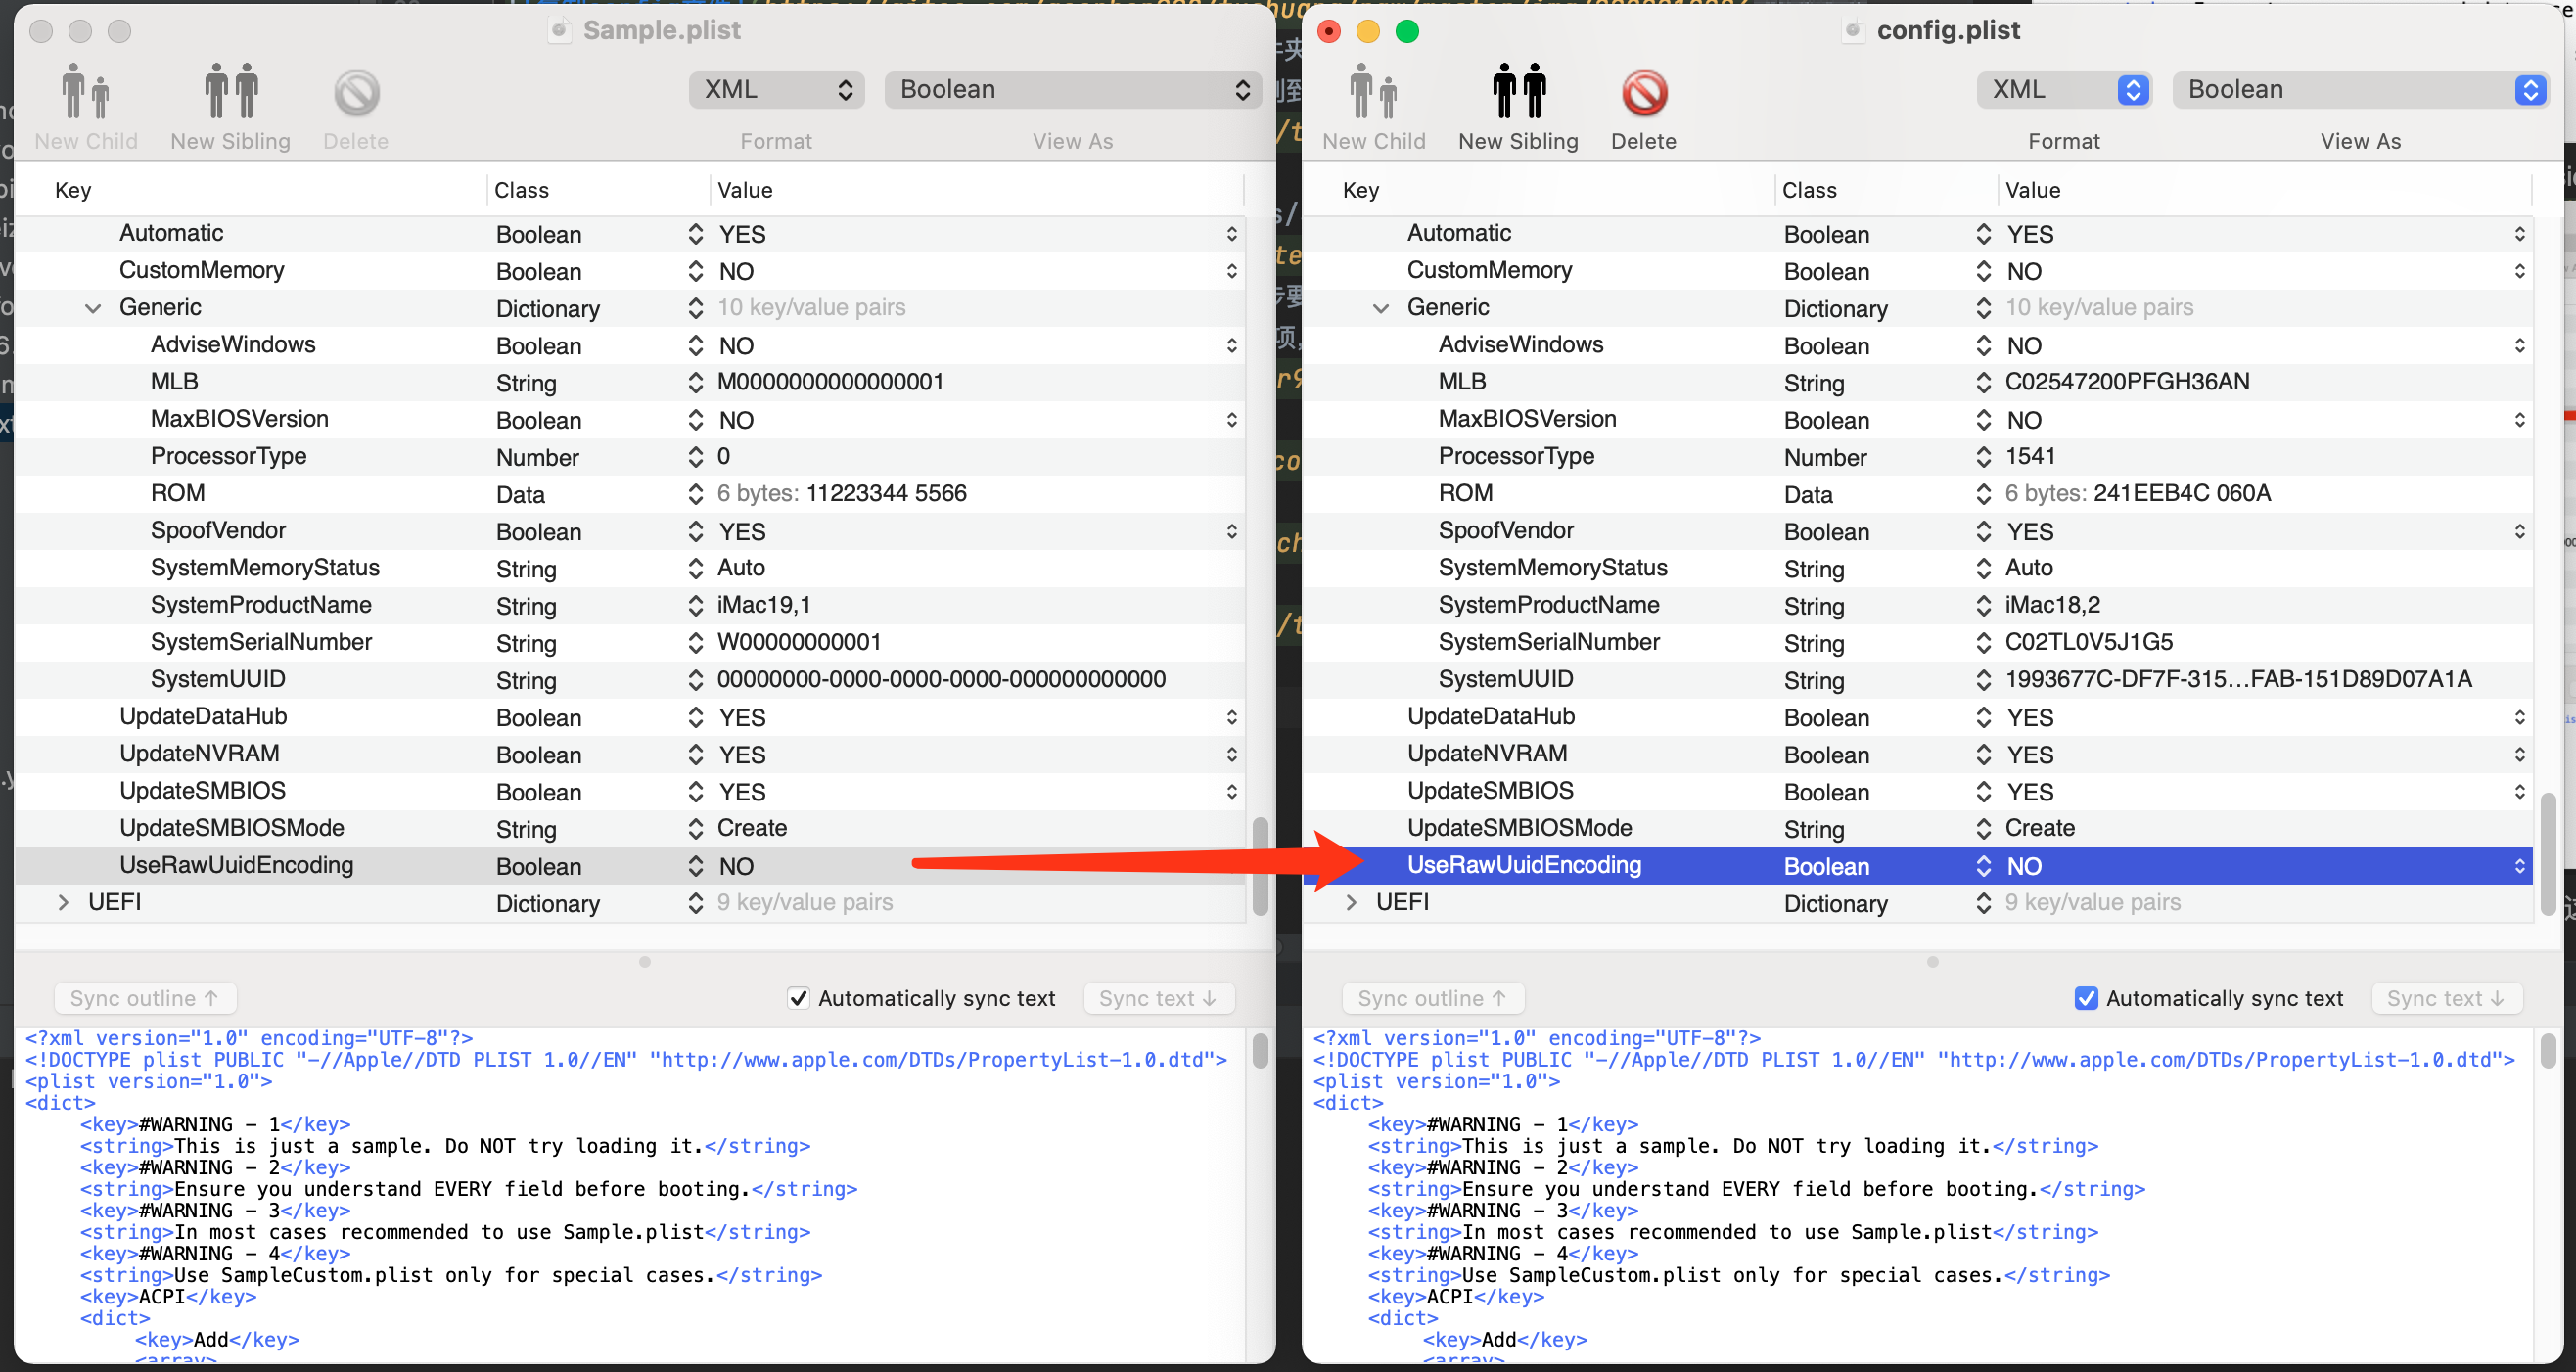 Sample.plist
New Child New Sibling Delete
XML Boolean
Format View As
Key Class Value
Automatic Boolean YES
CustomMemory Boolean NO
Generic Dictionary 10 key/value pairs
AdviseWindows Boolean NO
MLB String M0000000000000001
MaxBIOSVersion Boolean NO
ProcessorType Number 0
ROM Data 6 bytes: 11223344 5566
SpoofVendor Boolean YES
SystemMemoryStatus String Auto
SystemProductName String iMac19,1
SystemSerialNumber String W00000000001
SystemUUID String 00000000-0000-0000-0000-000000000000
UpdateDataHub Boolean YES
UpdateNVRAM Boolean YES
UpdateSMBIOS Boolean YES
UpdateSMBIOSMode String Create
UseRawUuidEncoding Boolean NO
UEFI Dictionary 9 key/value pairs
Sync outline ↑ Automatically sync text Sync text ↓
<?xml version="1.0" encoding="UTF-8"?>
<!DOCTYPE plist PUBLIC "-//Apple//DTD PLIST 1.0//EN" "http://www.apple.com/DTDs/PropertyList-1.0.dtd">
<plist version="1.0">
<dict>
<key>#WARNING - 1</key>
<string>This is just a sample. Do NOT try loading it.</string>
<key>#WARNING - 2</key>
<string>Ensure you understand EVERY field before booting.</string>
<key>#WARNING - 3</key>
<string>In most cases recommended to use Sample.plist</string>
<key>#WARNING - 4</key>
<string>Use SampleCustom.plist only for special cases.</string>
<key>ACPI</key>
<dict>
<key>Add</key>
<array>
config.plist
New Child New Sibling Delete
XML Boolean
Format View As
Key Class Value
Automatic Boolean YES
CustomMemory Boolean NO
Generic Dictionary 10 key/value pairs
AdviseWindows Boolean NO
MLB String C02547200PFGH36AN
MaxBIOSVersion Boolean NO
ProcessorType Number 1541
ROM Data 6 bytes: 241EEB4C 060A
SpoofVendor Boolean YES
SystemMemoryStatus String Auto
SystemProductName String iMac18,2
SystemSerialNumber String C02TL0V5J1G5
SystemUUID String 1993677C-DF7F-315...FAB-151D89D07A1A
UpdateDataHub Boolean YES
UpdateNVRAM Boolean YES
UpdateSMBIOS Boolean YES
UpdateSMBIOSMode String Create
UseRawUuidEncoding Boolean NO
UEFI Dictionary 9 key/value pairs
Sync outline ↑ Automatically sync text Sync text ↓
<?xml version="1.0" encoding="UTF-8"?>
<!DOCTYPE plist PUBLIC "-//Apple//DTD PLIST 1.0//EN" "http://www.apple.com/DTDs/PropertyList-1.0.dtd">
<plist version="1.0">
<dict>
<key>#WARNING - 1</key>
<string>This is just a sample. Do NOT try loading it.</string>
<key>#WARNING - 2</key>
<string>Ensure you understand EVERY field before booting.</string>
<key>#WARNING - 3</key>
<string>In most cases recommended to use Sample.plist</string>
<key>#WARNING - 4</key>
<string>Use SampleCustom.plist only for special cases.</string>
<key>ACPI</key>
<dict>
<key>Add</key>
<array>